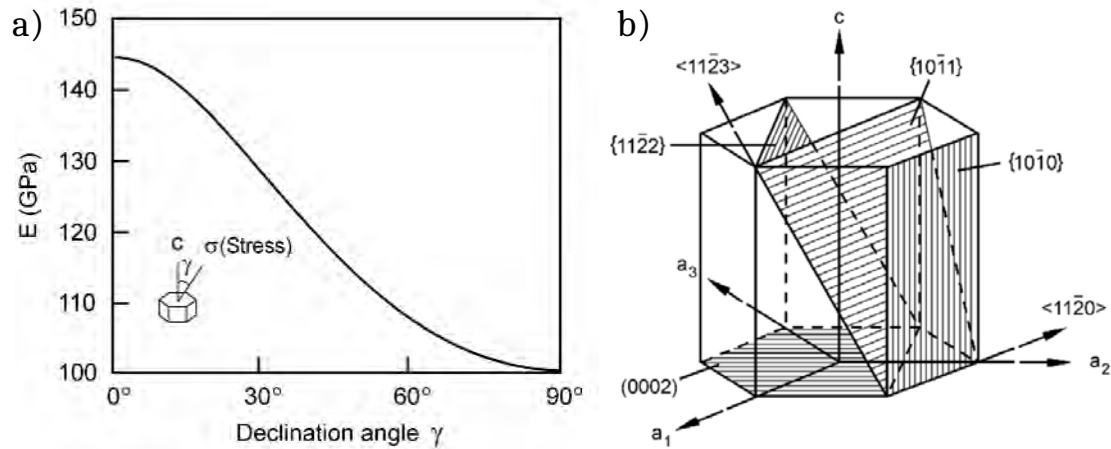 a)
150
140
130
120
110
100
E (GPa)
C
γ
σ(Stress)
0°
30°
60°
90°
Declination angle γ
b)
c
<112̄3>
{101̄1}
{112̄2}
{101̄0}
a₃
<112̄0>
(0002)
a₂
a₁